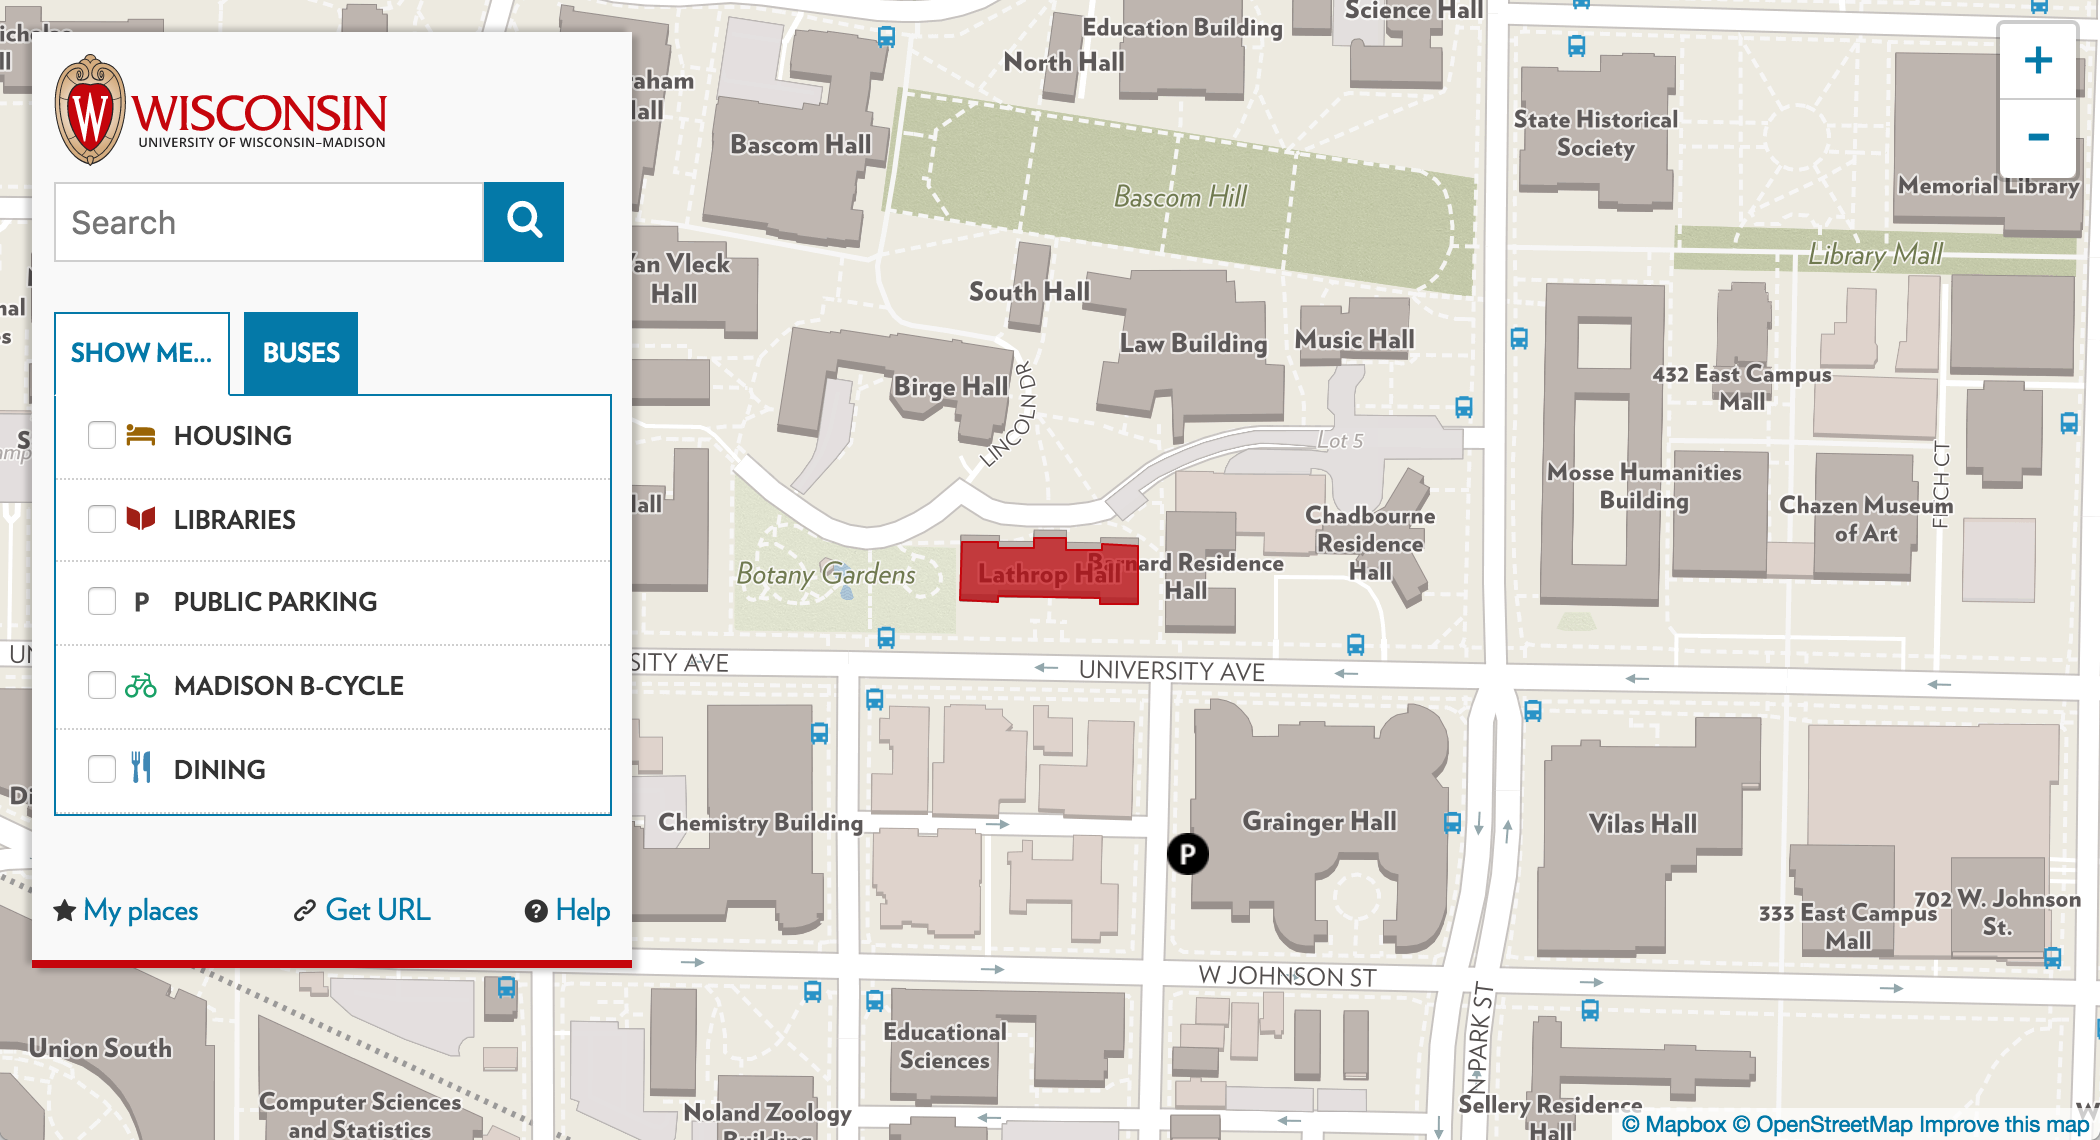 WISCONSIN
UNIVERSITY OF WISCONSIN–MADISON
Search
SHOW ME...
BUSES
HOUSING
LIBRARIES
P PUBLIC PARKING
MADISON B-CYCLE
DINING
My places
Get URL
? Help
Education Building
Science Hall
North Hall
Bascom Hall
State Historical
Society
Memorial Library
Bascom Hill
Library Mall
Van Vleck
Hall
South Hall
Law Building
Music Hall
Birge Hall
LINCOLN DR
432 East Campus
Mall
Lot 5
Mosse Humanities
Building
Chazen Museum
of Art
FITCH CT
Chadbourne
Residence
Hall
Botany Gardens
Lathrop Hall
Barnard Residence
Hall
UNIVERSITY AVE
SITY AVE
Chemistry Building
Grainger Hall
P
Vilas Hall
333 East Campus
Mall
702 W. Johnson
St.
W JOHNSON ST
N PARK ST
Educational
Sciences
Union South
Computer Sciences
and Statistics
Noland Zoology
Building
Sellery Residence
Hall
© Mapbox © OpenStreetMap Improve this map
+
-
W